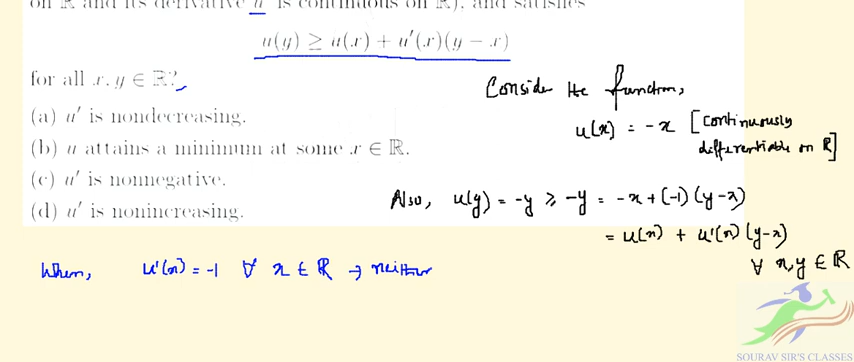 on ℝ and its derivative u' is continuous on ℝ), and satisfies
u(y) ≥ u(x) + u'(x)(y − x)
for all x, y ∈ ℝ?
(a) u' is nondecreasing.
(b) u attains a minimum at some x ∈ ℝ.
(c) u' is nonnegative.
(d) u' is nonincreasing.
Consider the function,
u(x) = -x [continuously
differentiable on ℝ]
Also, u(y) = -y ≥ -y = -x + (-1)(y-x)
= u(x) + u'(x)(y-x)
∀ x,y ∈ ℝ
When, u'(x) = -1 ∀ x ∈ ℝ → neither
SOURAV SIR'S CLASSES